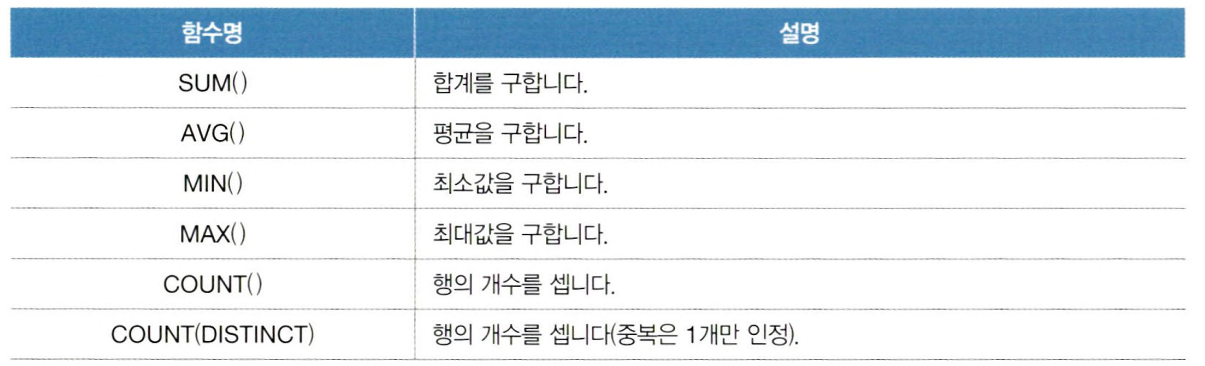 함수명 설명
SUM() 합계를 구합니다.
AVG() 평균을 구합니다.
MIN() 최소값을 구합니다.
MAX() 최대값을 구합니다.
COUNT() 행의 개수를 셉니다.
COUNT(DISTINCT) 행의 개수를 셉니다(중복은 1개만 인정).